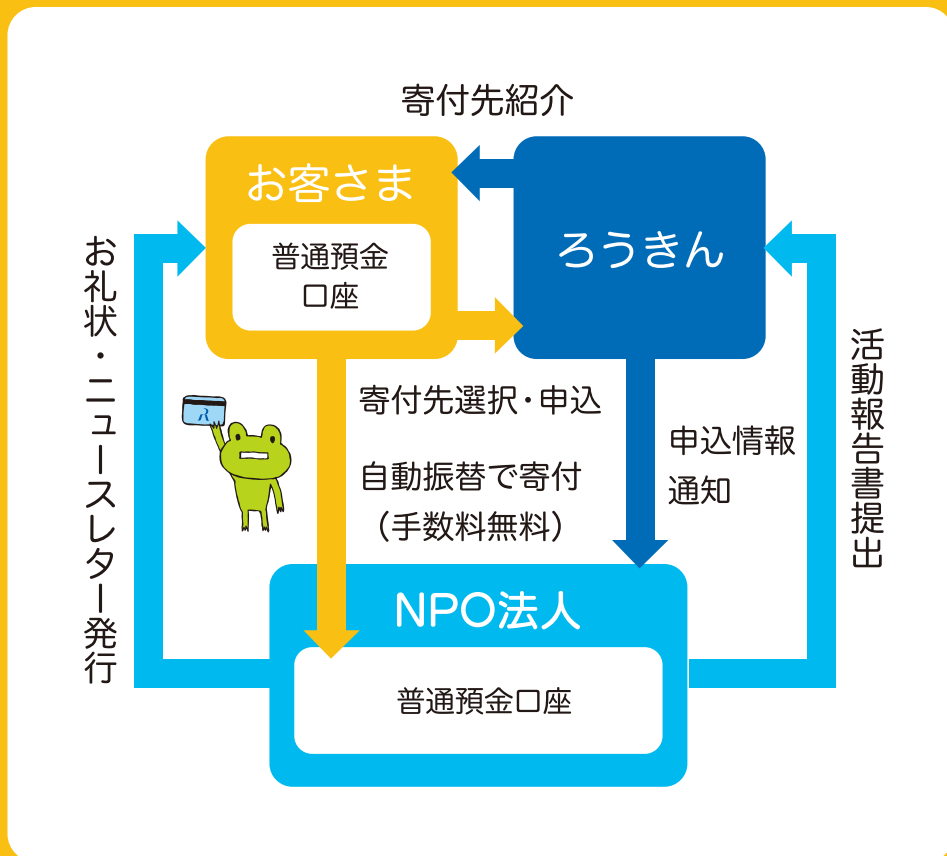 寄付先紹介
お客さま
普通預金
口座
ろうきん
お礼状・ニュースレター発行
寄付先選択・申込
自動振替で寄付
（手数料無料）
申込情報
通知
活動報告書提出
R
NPO法人
普通預金口座